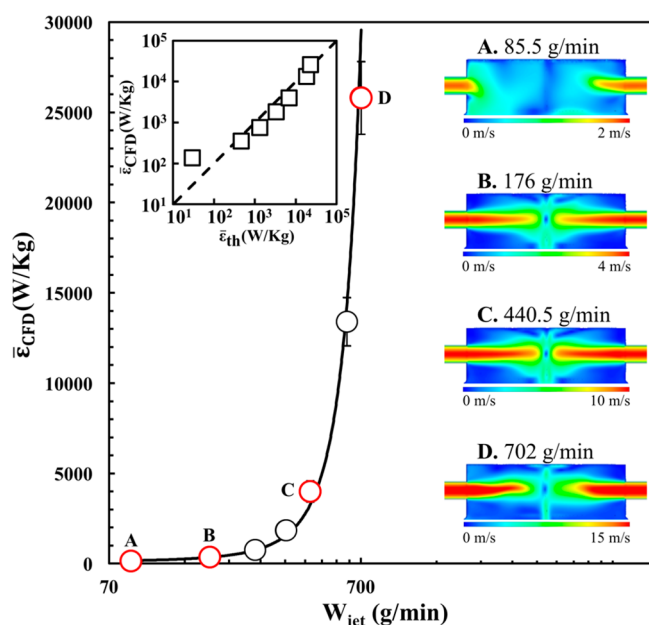 30000
25000
20000
15000
10000
5000
0
ε̄CFD(W/Kg)
70
700
Wjet (g/min)
A
B
C
D
10⁵
10⁴
10³
10²
10¹
ε̄CFD(W/Kg)
10¹ 10² 10³ 10⁴ 10⁵
ε̄th(W/Kg)
A. 85.5 g/min
0 m/s 2 m/s
B. 176 g/min
0 m/s 4 m/s
C. 440.5 g/min
0 m/s 10 m/s
D. 702 g/min
0 m/s 15 m/s